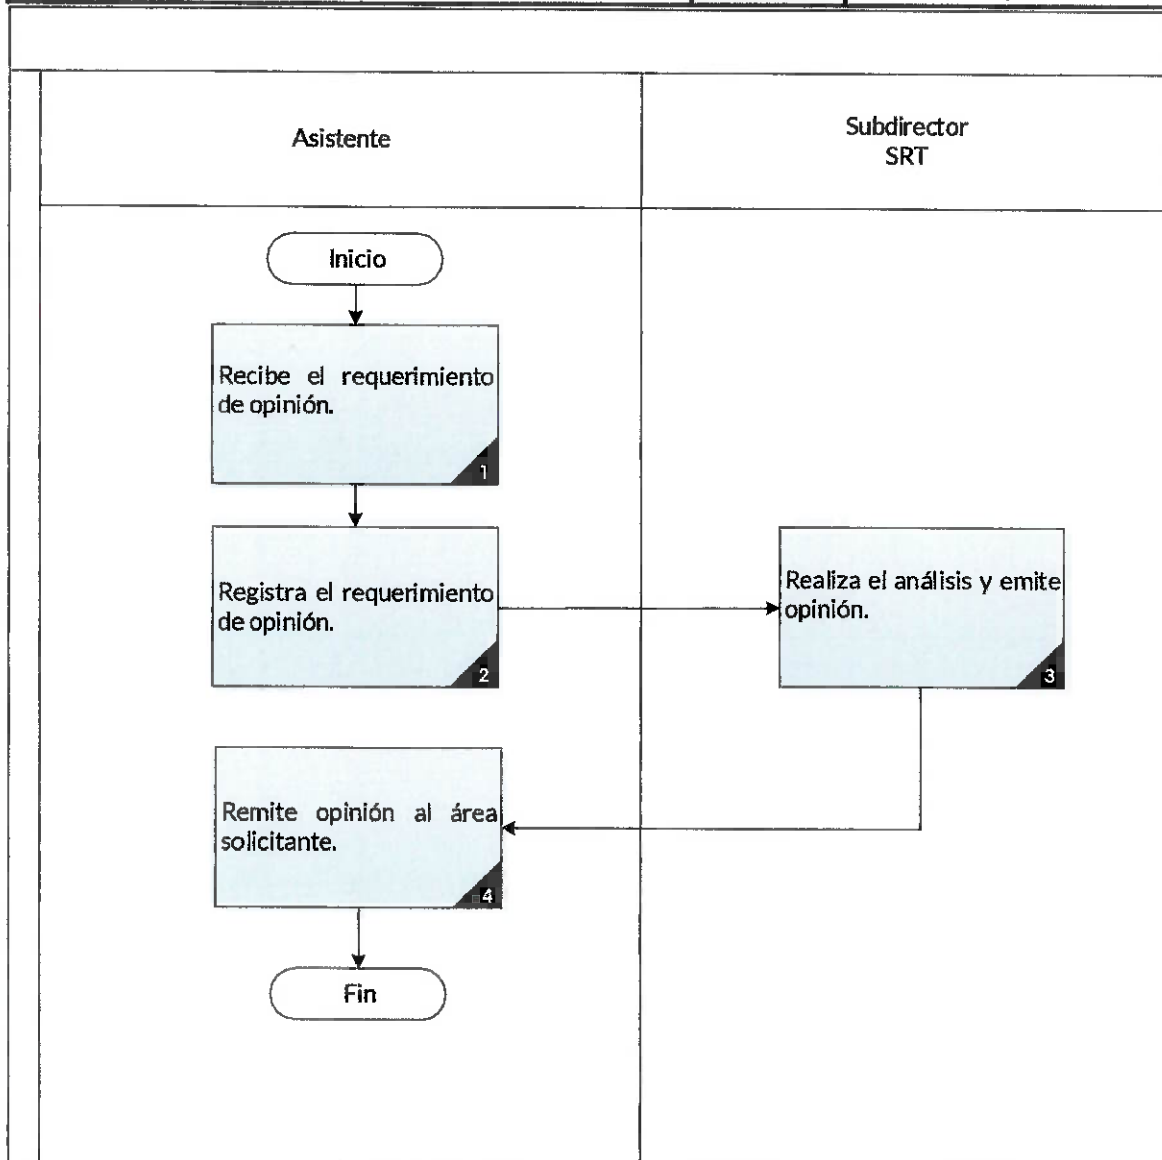 Asistente
Subdirector
SRT
Inicio
Recibe el requerimiento
de opinión.
1
Registra el requerimiento
de opinión.
2
Realiza el análisis y emite
opinión.
3
Remite opinión al área
solicitante.
4
Fin